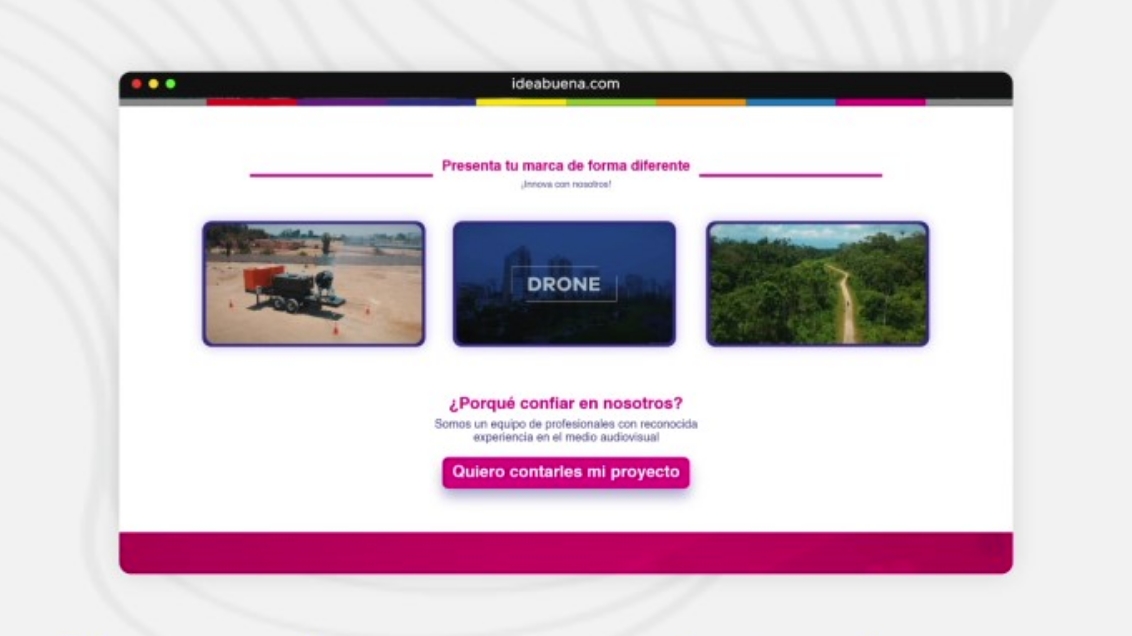 ideabuena.com
Presenta tu marca de forma diferente
¡Innova con nosotros!
DRONE
¿Porqué confiar en nosotros?
Somos un equipo de profesionales con reconocida
experiencia en el medio audiovisual
Quiero contarles mi proyecto